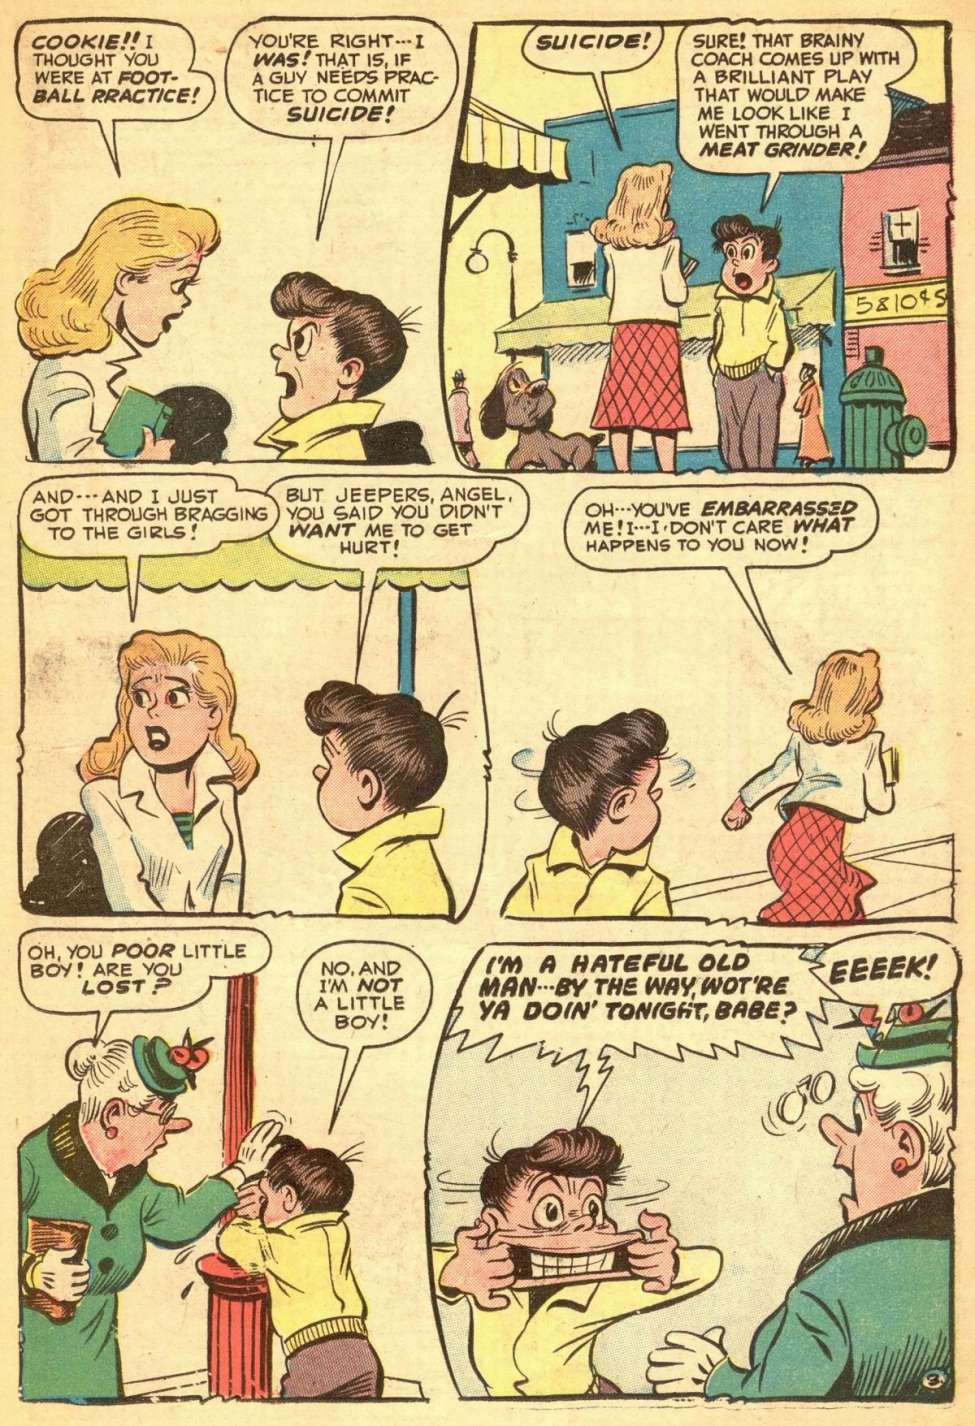 COOKIE!! I
THOUGHT YOU
WERE AT FOOT-
BALL PRACTICE!
YOU'RE RIGHT---I
WAS! THAT IS, IF
A GUY NEEDS PRAC-
TICE TO COMMIT
SUICIDE!
SUICIDE!
SURE! THAT BRAINY
COACH COMES UP WITH
A BRILLIANT PLAY
THAT WOULD MAKE
ME LOOK LIKE I
WENT THROUGH A
MEAT GRINDER!
5&10¢S
AND---AND I JUST
GOT THROUGH BRAGGING
TO THE GIRLS!
BUT JEEPERS, ANGEL,
YOU SAID YOU DIDN'T
WANT ME TO GET
HURT!
OH---YOU'VE EMBARRASSED
ME! I---I DON'T CARE WHAT
HAPPENS TO YOU NOW!
OH, YOU POOR LITTLE
BOY! ARE YOU
LOST?
NO, AND
I'M NOT
A LITTLE
BOY!
I'M A HATEFUL OLD
MAN---BY THE WAY, WOT'RE
YA DOIN' TONIGHT, BABE?
EEEEK!
3